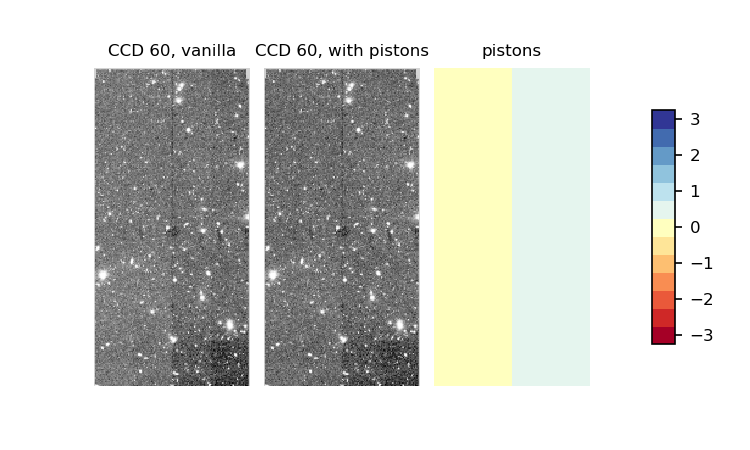 CCD 60, vanilla
CCD 60, with pistons
pistons
3
2
1
0
−1
−2
−3